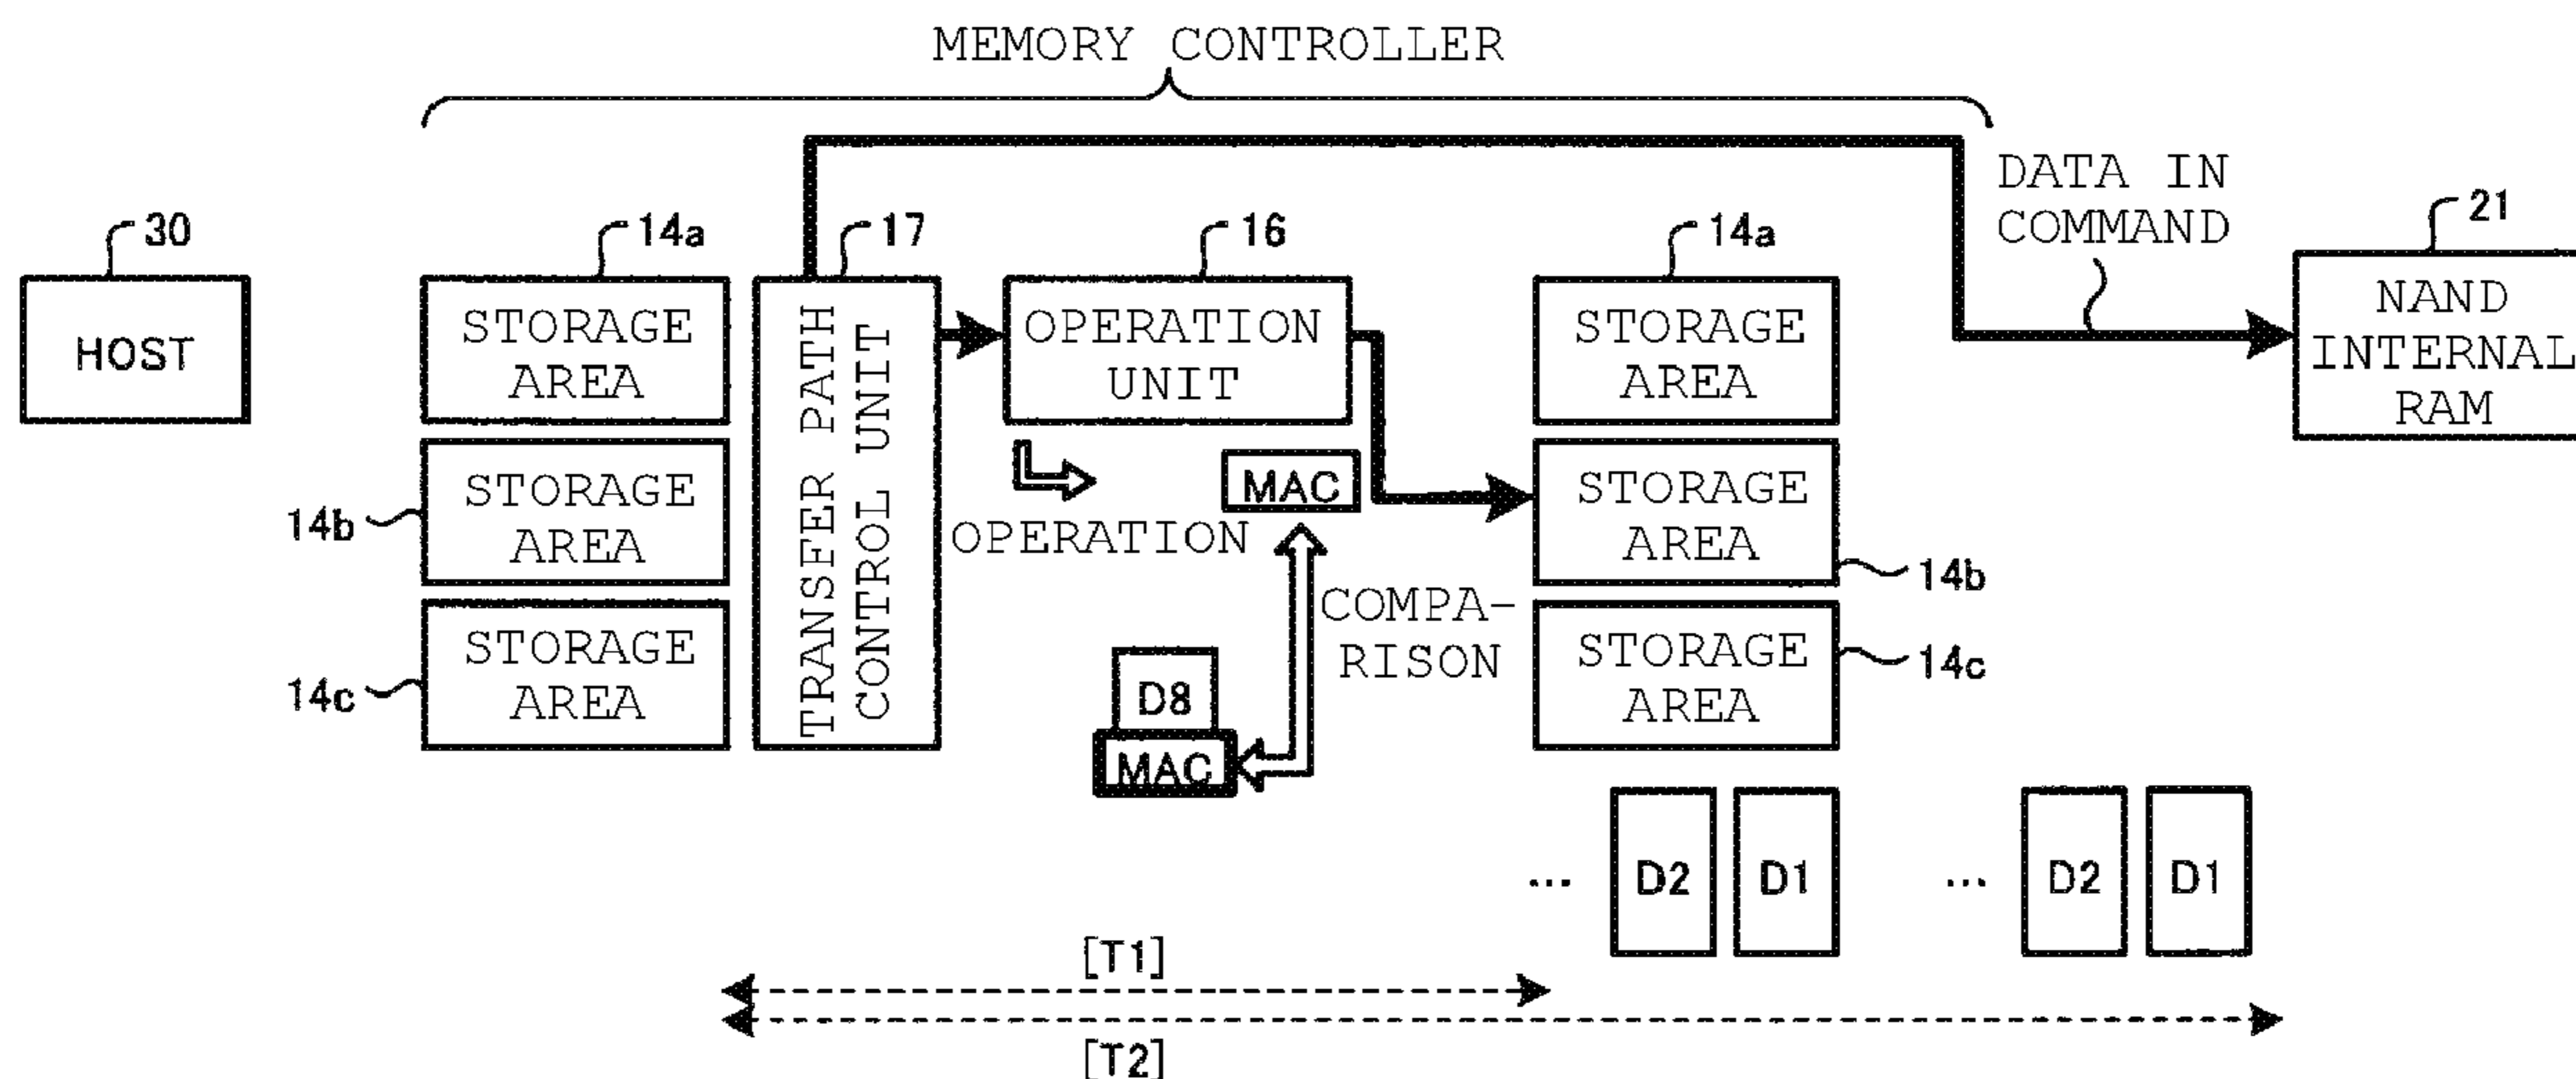 MEMORY CONTROLLER
DATA IN
COMMAND
30
14a
17
16
14a
21
HOST
STORAGE
AREA
TRANSFER PATH
CONTROL UNIT
OPERATION
UNIT
STORAGE
AREA
NAND
INTERNAL
RAM
14b
STORAGE
AREA
OPERATION
MAC
STORAGE
AREA
14b
COMPA-
RISON
14c
STORAGE
AREA
D8
MAC
STORAGE
AREA
14c
... D2 D1 ... D2 D1
[T1]
[T2]